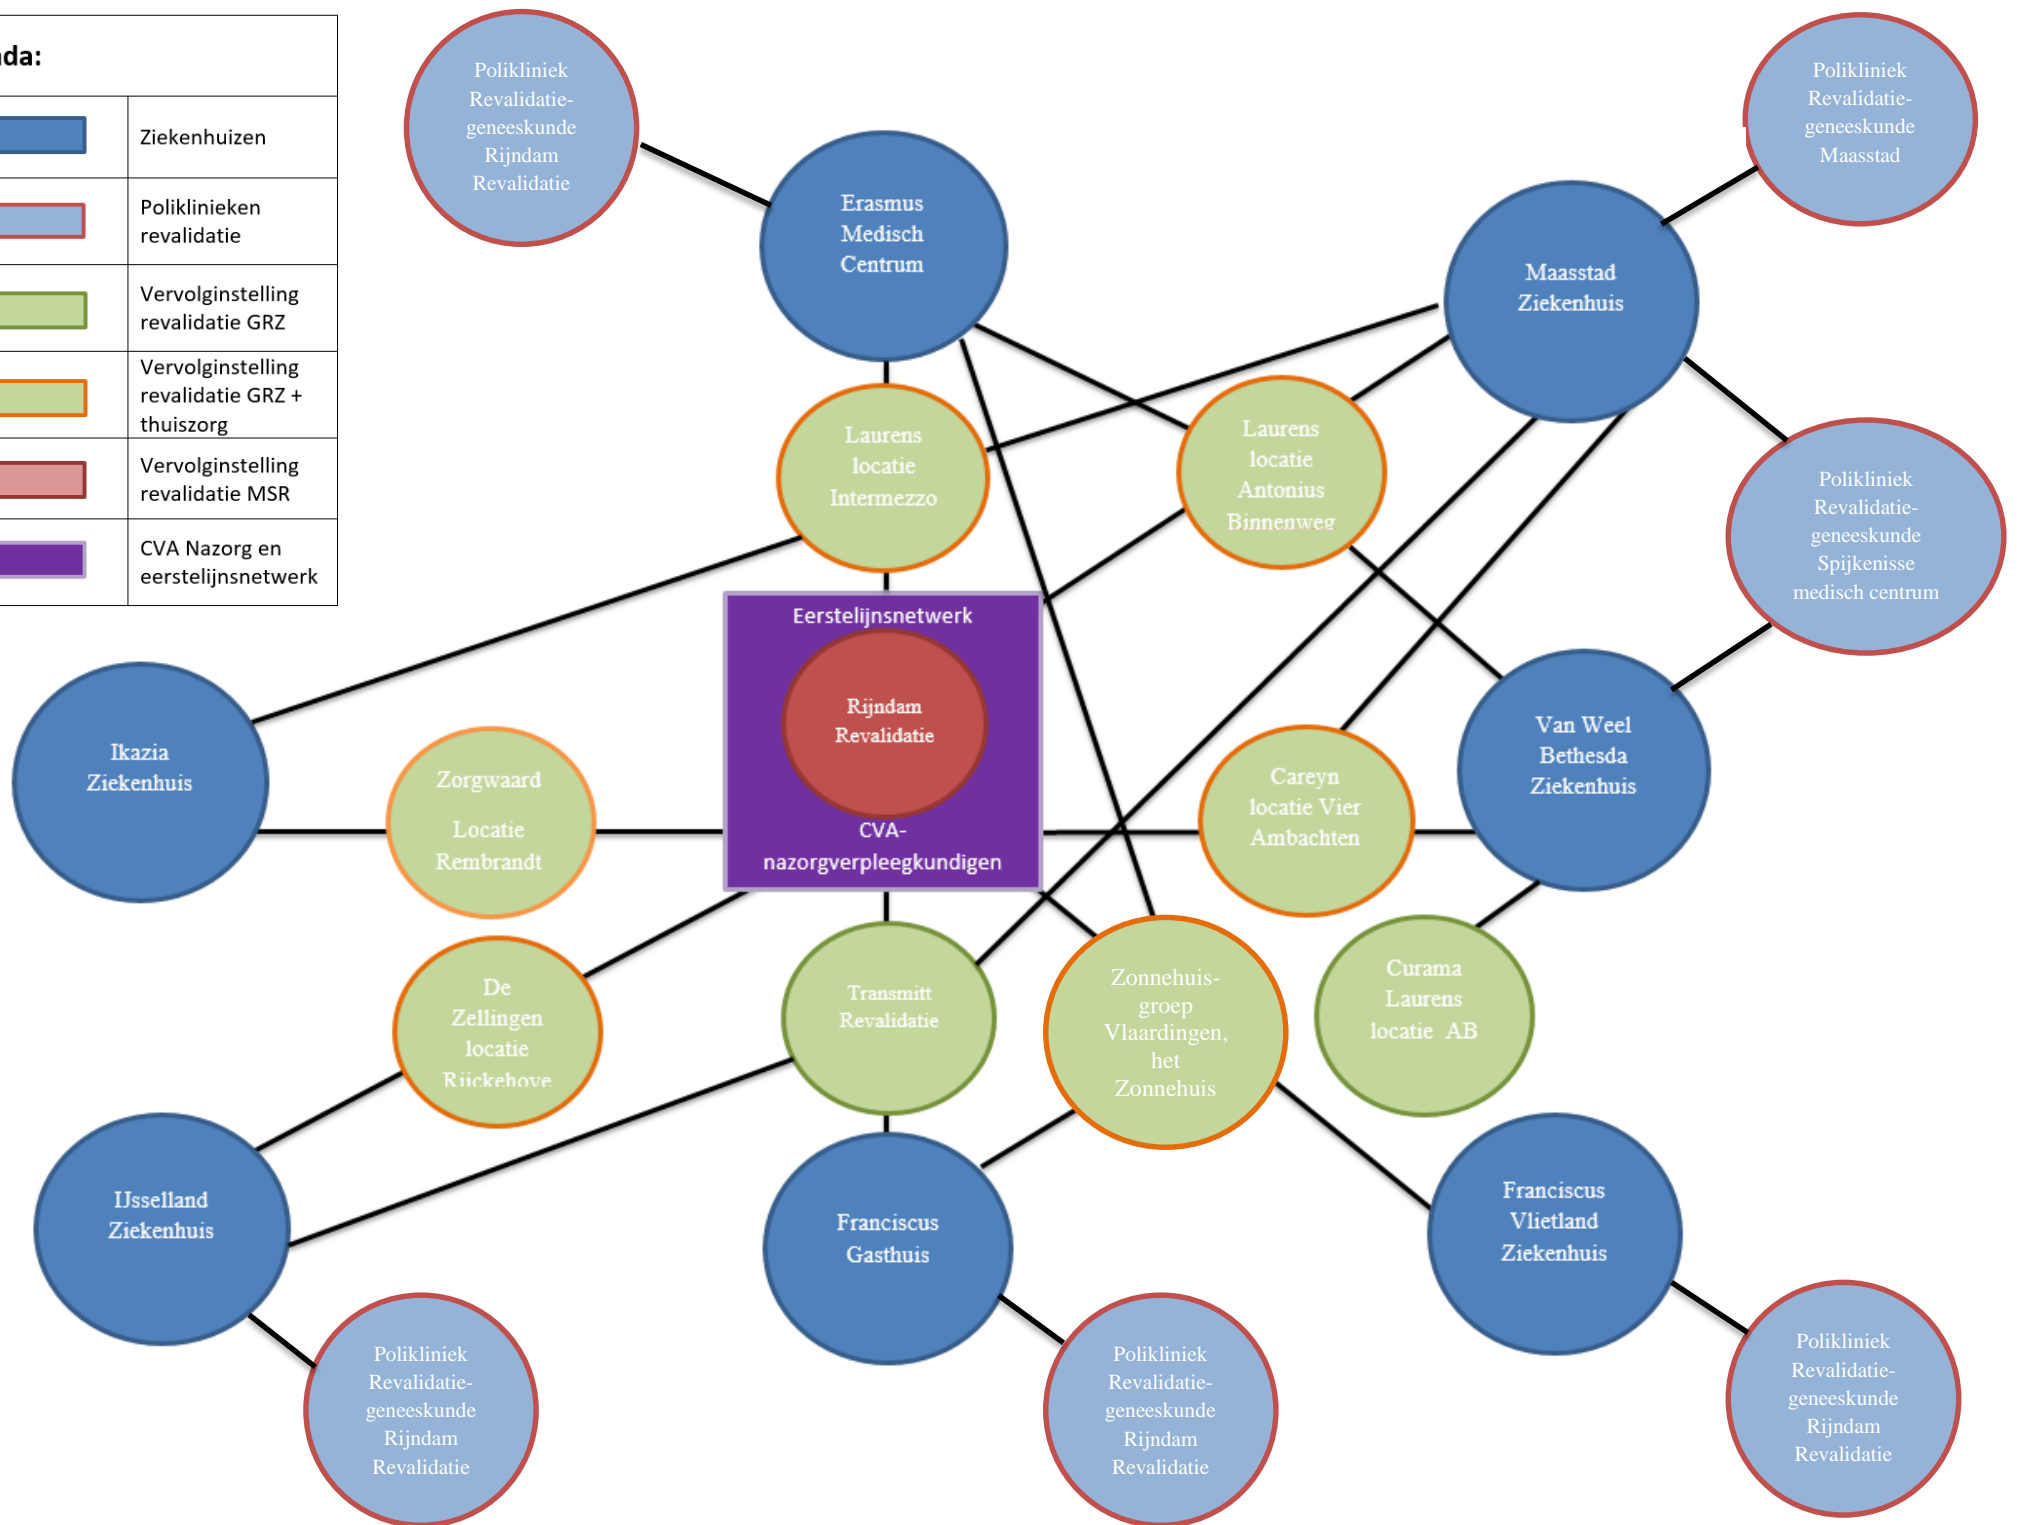 da:
Ziekenhuizen
Poliklinieken
revalidatie
Vervolginstelling
revalidatie GRZ
Vervolginstelling
revalidatie GRZ +
thuiszorg
Vervolginstelling
revalidatie MSR
CVA Nazorg en
eerstelijnsnetwerk
Polikliniek
Revalidatie-
geneeskunde
Rijndam
Revalidatie
Erasmus
Medisch
Centrum
Polikliniek
Revalidatie-
geneeskunde
Maasstad
Maasstad
Ziekenhuis
Laurens
locatie
Intermezzo
Laurens
locatie
Antonius
Binnenweg
Polikliniek
Revalidatie-
geneeskunde
Spijkenisse
medisch centrum
Eerstelijnsnetwerk
Rijndam
Revalidatie
CVA-
nazorgverpleegkundigen
Ikazia
Ziekenhuis
Zorgwaard
Locatie
Rembrandt
Careyn
locatie Vier
Ambachten
Van Weel
Bethesda
Ziekenhuis
De
Zellingen
locatie
Rijckehove
Transmitt
Revalidatie
Zonnehuis-
groep
Vlaardingen,
het
Zonnehuis
Curama
Laurens
locatie AB
IJsselland
Ziekenhuis
Franciscus
Gasthuis
Franciscus
Vlietland
Ziekenhuis
Polikliniek
Revalidatie-
geneeskunde
Rijndam
Revalidatie
Polikliniek
Revalidatie-
geneeskunde
Rijndam
Revalidatie
Polikliniek
Revalidatie-
geneeskunde
Rijndam
Revalidatie